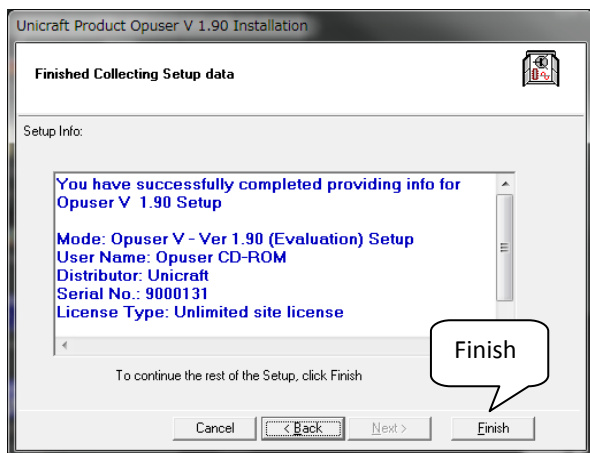 Unicraft Product Opuser V 1.90 Installation
Finished Collecting Setup data
Setup Info:
You have successfully completed providing info for
Opuser V 1.90 Setup
Mode: Opuser V - Ver 1.90 (Evaluation) Setup
User Name: Opuser CD-ROM
Distributor: Unicraft
Serial No.: 9000131
License Type: Unlimited site license
Finish
To continue the rest of the Setup, click Finish
Cancel < Back Next > Finish